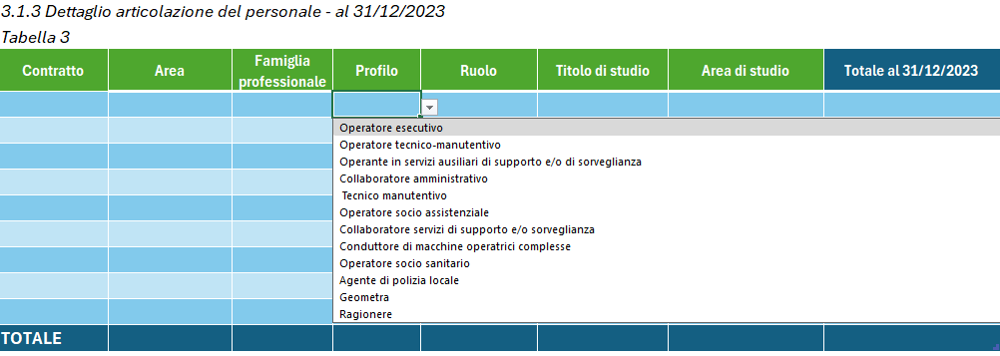 3.1.3 Dettaglio articolazione del personale - al 31/12/2023
Tabella 3
Contratto Area Famiglia professionale Profilo Ruolo Titolo di studio Area di studio Totale al 31/12/2023
Operatore esecutivo
Operatore tecnico-manutentivo
Operante in servizi ausiliari di supporto e/o di sorveglianza
Collaboratore amministrativo
Tecnico manutentivo
Operatore socio assistenziale
Collaboratore servizi di supporto e/o sorveglianza
Conduttore di macchine operatrici complesse
Operatore socio sanitario
Agente di polizia locale
Geometra
Ragionere
TOTALE